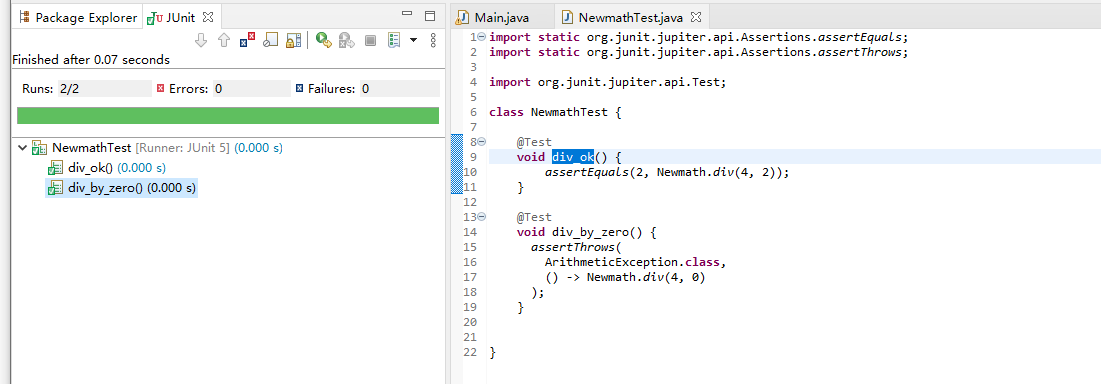 Package Explorer
JUnit
Finished after 0.07 seconds
Runs: 2/2
Errors: 0
Failures: 0
NewmathTest [Runner: JUnit 5] (0.000 s)
div_ok() (0.000 s)
div_by_zero() (0.000 s)
Main.java
NewmathTest.java
1 import static org.junit.jupiter.api.Assertions.assertEquals;
2 import static org.junit.jupiter.api.Assertions.assertThrows;
3
4 import org.junit.jupiter.api.Test;
5
6 class NewmathTest {
7
8     @Test
9     void div_ok() {
10         assertEquals(2, Newmath.div(4, 2));
11     }
12
13     @Test
14     void div_by_zero() {
15       assertThrows(
16         ArithmeticException.class,
17         () -> Newmath.div(4, 0)
18       );
19     }
20
21
22 }